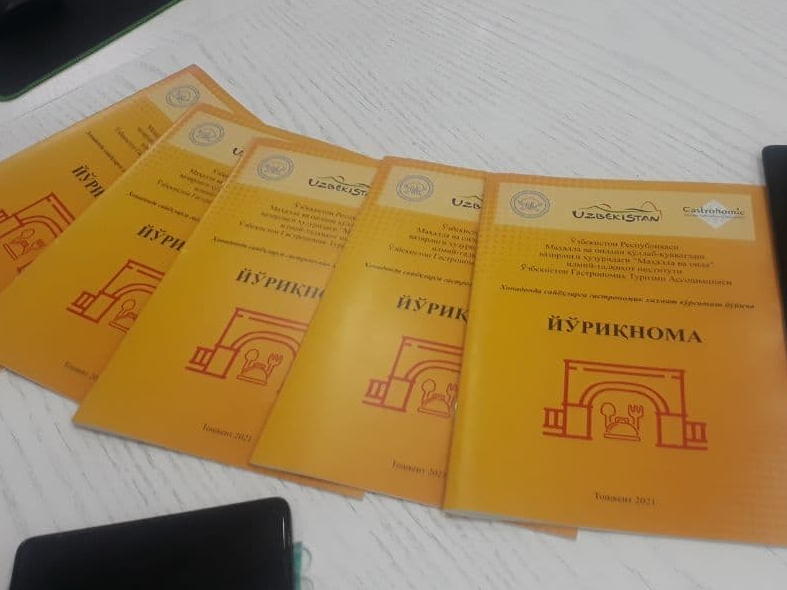 UZBEKISTAN
Gastronomic
Ўзбекистон Республикаси
Маҳалла ва оилани қўллаб-қувватлаш
вазирлиги ҳузуридаги "Маҳалла ва оила"
илмий-тадқиқот институти
Ўзбекистон Гастрономик Туризм Ассоциацияси
Хонадонда сайёҳларга гастрономик хизмат кўрсатиш бўйича
ЙЎРИҚНОМА
Тошкент 2021